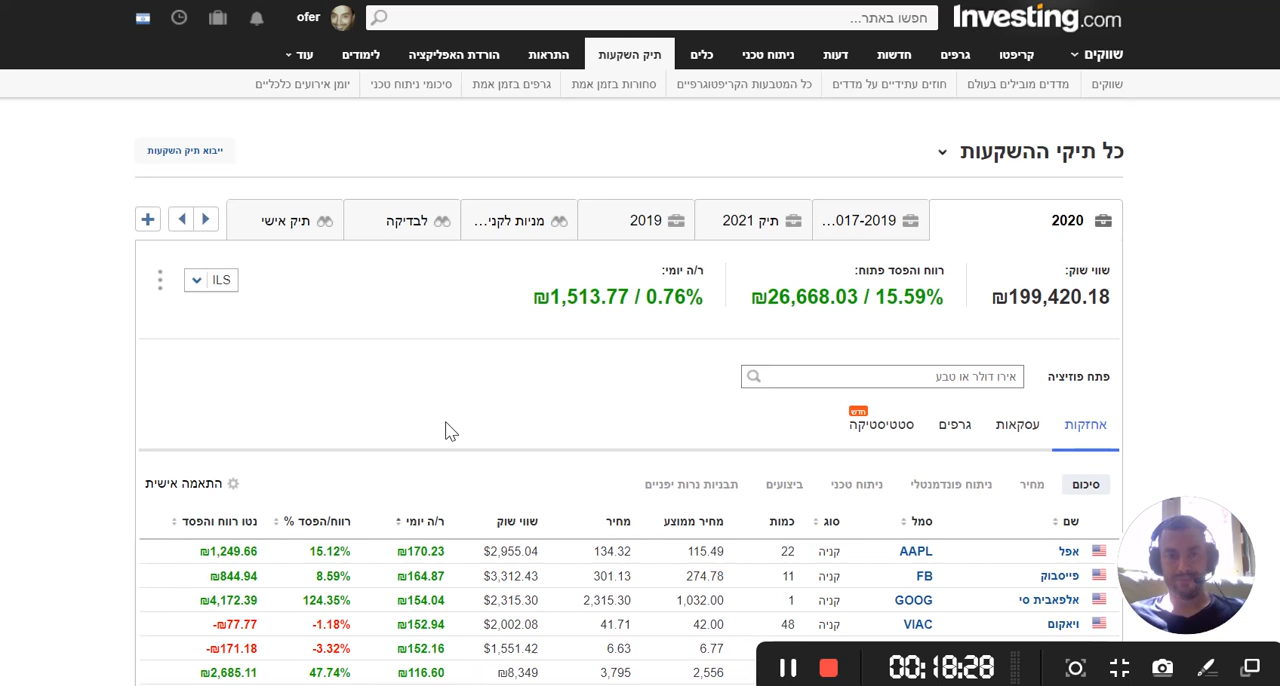 Investing.com
חפשו באתר...
ofer
שווקים
קריפטו
גרפים
חדשות
דעות
ניתוח טכני
כלים
תיק השקעות
התראות
הורדת האפליקציה
לימודים
עוד
שווקים
מדדים מובילים בעולם
חוזים עתידיים על מדדים
כל המטבעות הקריפטוגרפיים
סחורות בזמן אמת
גרפים בזמן אמת
סיכומי ניתוח טכני
יומן אירועים כלכליים
כל תיקי ההשקעות
ייבוא תיק השקעות
2020
...017-2019
תיק 2021
2019
מניות לקני...
לבדיקה
תיק אישי
שווי שוק:
₪199,420.18
רווח והפסד פתוח:
₪26,668.03 / 15.59%
ר/ה יומי:
₪1,513.77 / 0.76%
ILS
פתח פוזיציה
אירו דולר או טבע
אחזקות
עסקאות
גרפים
סטטיסטיקה
חדש
סיכום
מחיר
ניתוח פונדמנטלי
ניתוח טכני
ביצועים
תבניות נרות יפניים
התאמה אישית
שם סמל סוג כמות מחיר ממוצע מחיר שווי שוק ר/ה יומי רווח/הפסד % נטו רווח והפסד
אפל AAPL קניה 22 115.49 134.32 $2,955.04 ₪170.23 15.12% ₪1,249.66
פייסבוק FB קניה 11 274.78 301.13 $3,312.43 ₪164.87 8.59% ₪844.94
אלפאבית סי GOOG קניה 1 1,032.00 2,315.30 $2,315.30 ₪154.04 124.35% ₪4,172.39
ויאקום VIAC קניה 48 42.00 41.71 $2,002.08 ₪152.94 -1.18% -₪77.77
6.77 6.63 $1,551.42 ₪152.16 -3.32% -₪171.18
2,556 3,795 ₪8,349 ₪116.60 47.74% ₪2,685.11
00:18:28